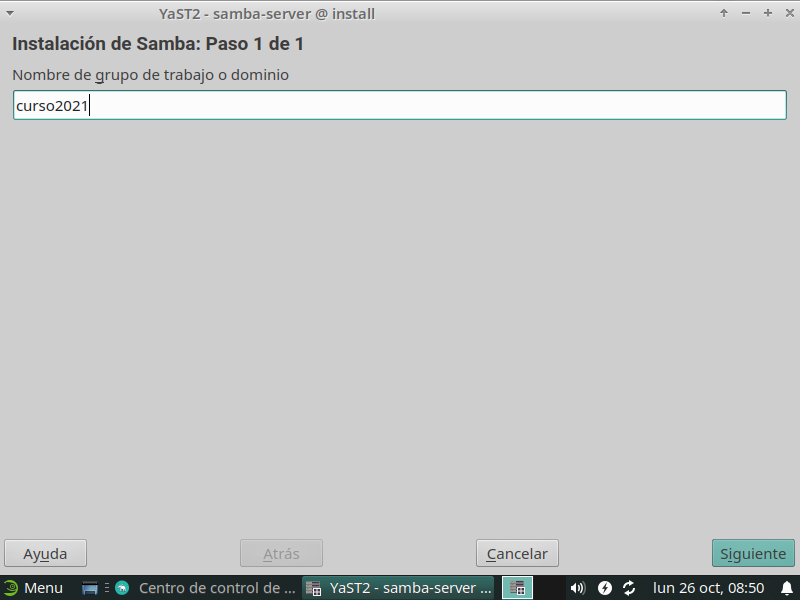 YaST2 - samba-server @ install
Instalación de Samba: Paso 1 de 1
Nombre de grupo de trabajo o dominio
curso2021
Ayuda Atrás Cancelar Siguiente
Menu Centro de control de ... YaST2 - samba-server ... lun 26 oct, 08:50